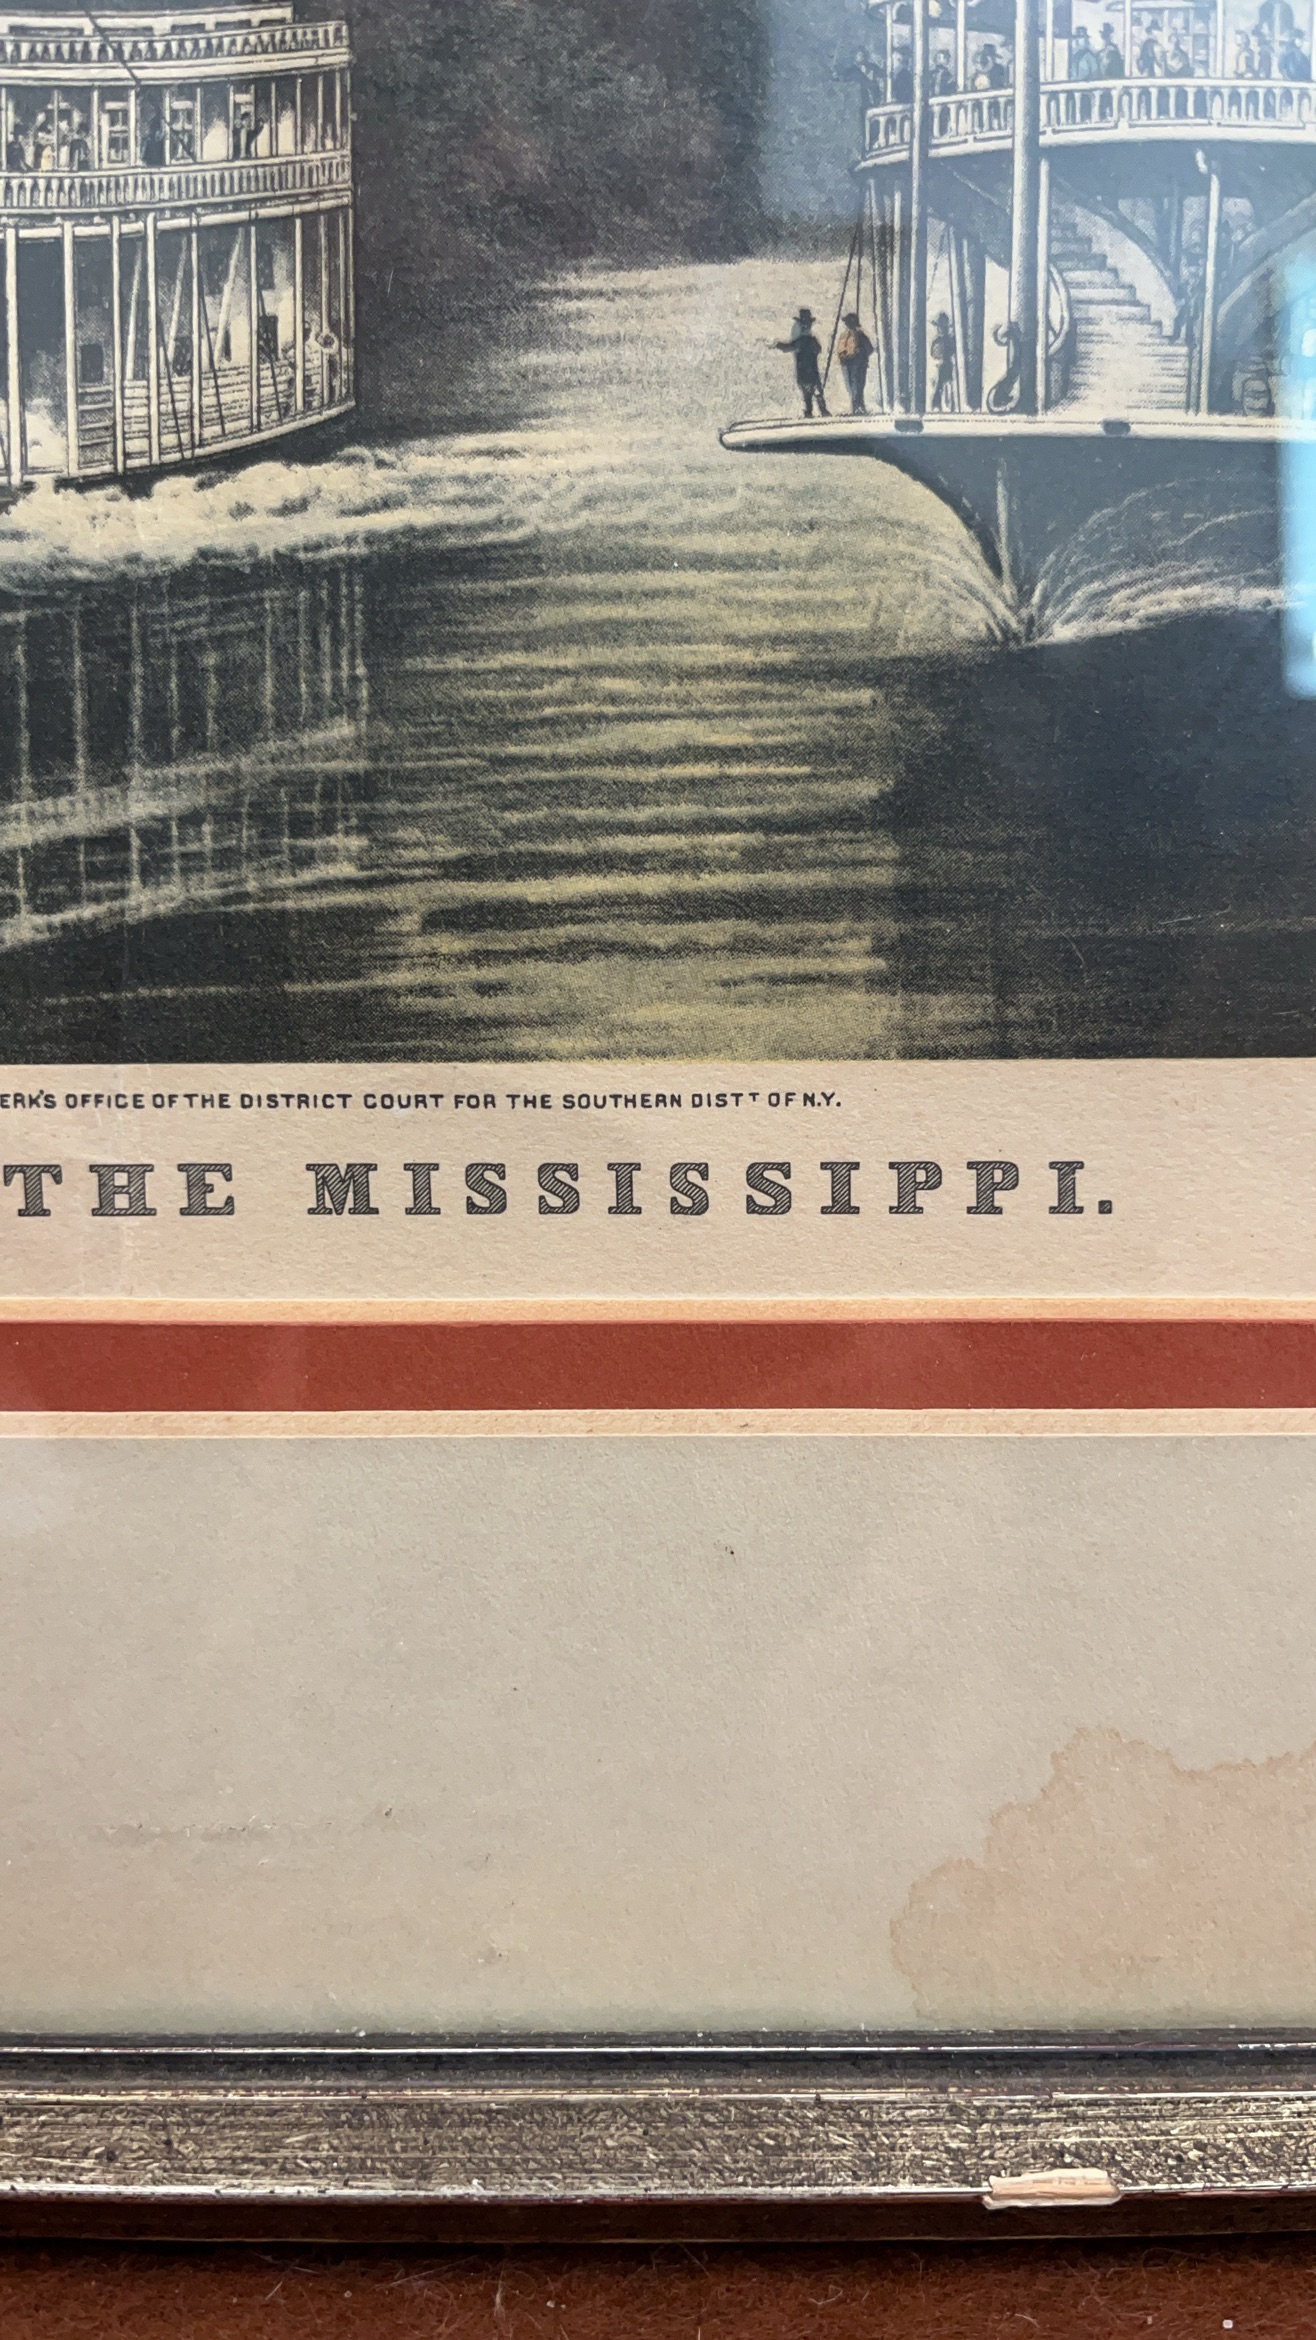 ERK'S OFFICE OF THE DISTRICT COURT FOR THE SOUTHERN DISTT OF N.Y.
THE MISSISSIPPI.